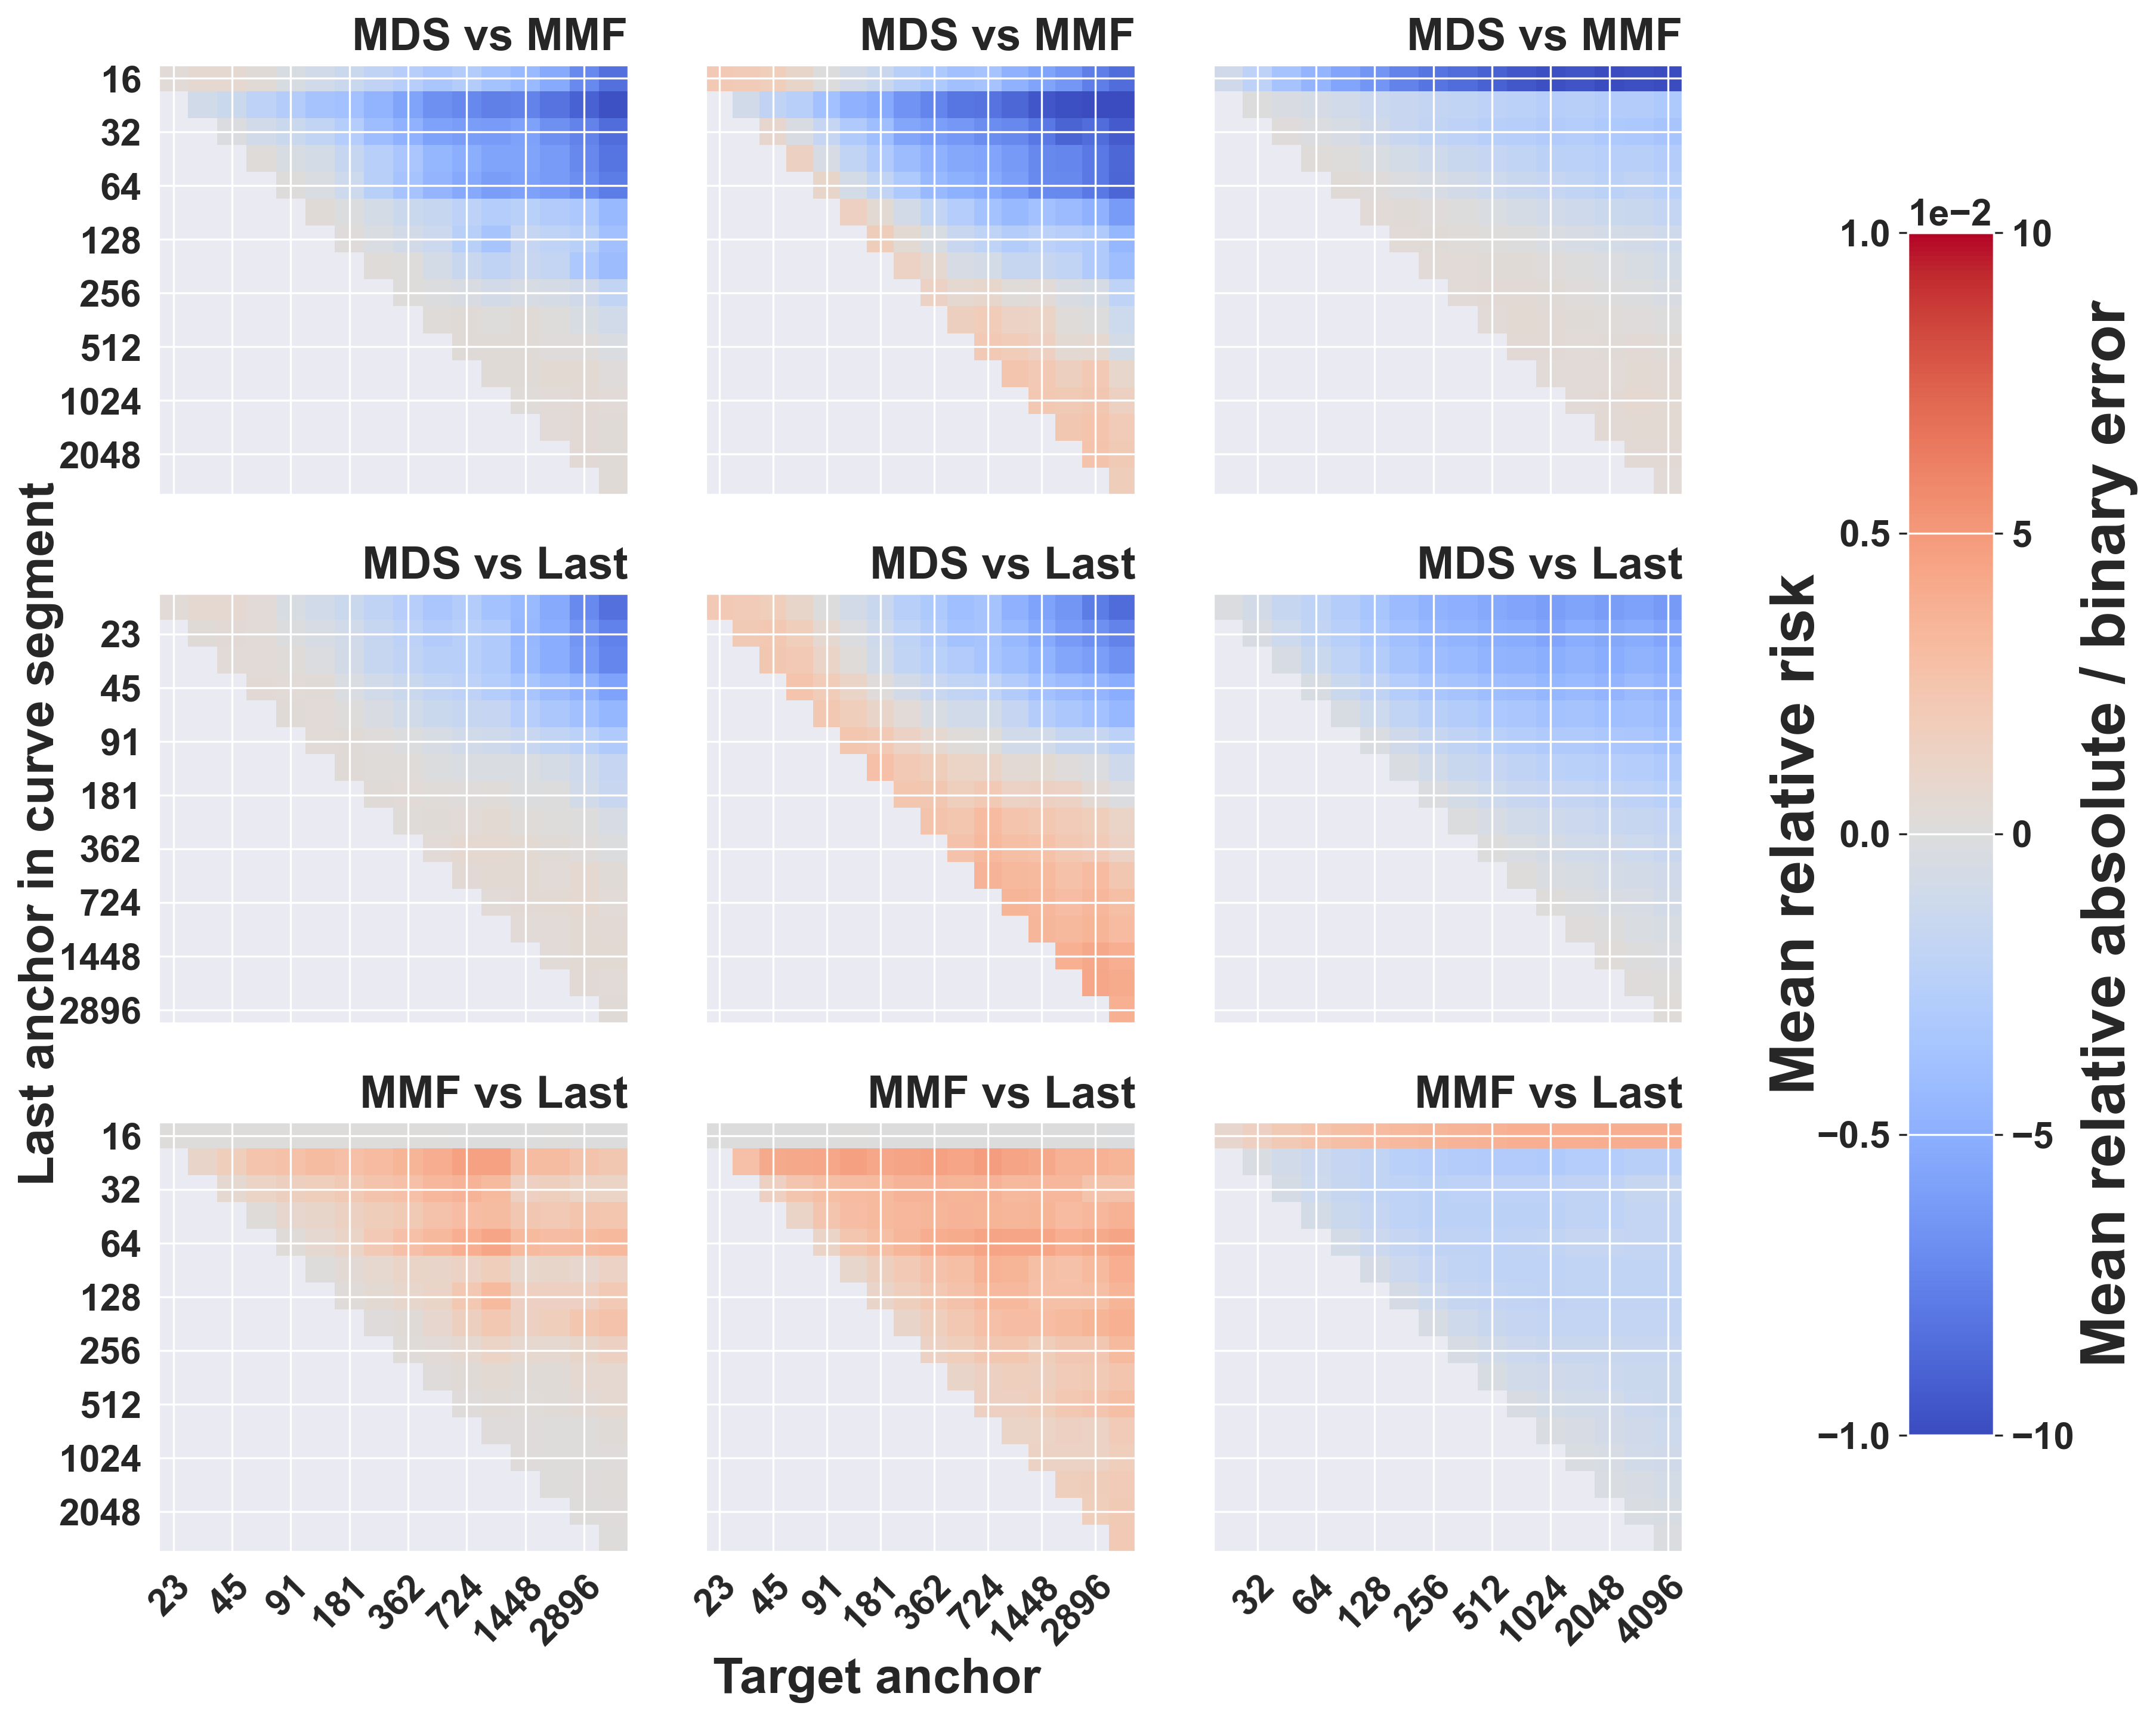 MDS vs MMF
MDS vs MMF
MDS vs MMF
16
32
64
128
256
512
1024
2048
MDS vs Last
MDS vs Last
MDS vs Last
23
45
91
181
362
724
1448
2896
MMF vs Last
MMF vs Last
MMF vs Last
16
32
64
128
256
512
1024
2048
Last anchor in curve segment
23 45 91 181 362 724 1448 2896
23 45 91 181 362 724 1448 2896
32 64 128 256 512 1024 2048 4096
Target anchor
1e−2
1.0 10
0.5 5
0.0 0
−0.5 −5
−1.0 −10
Mean relative risk
Mean relative absolute / binary error